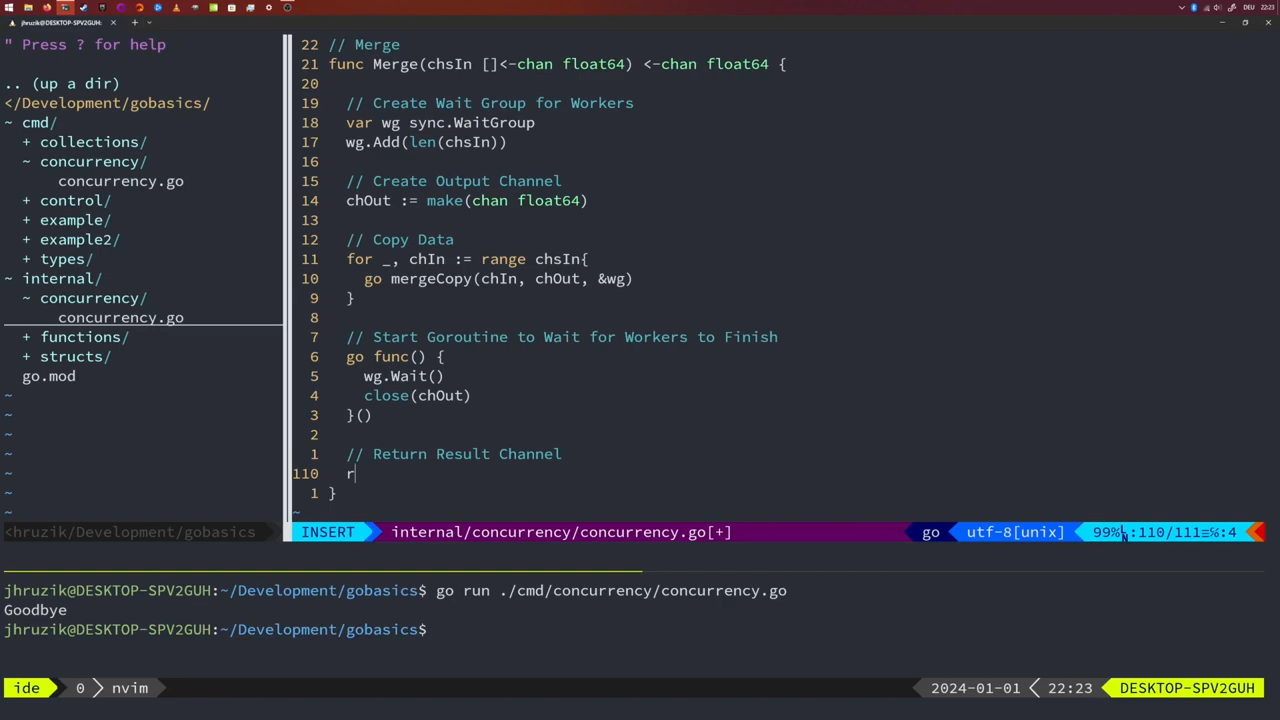 DEU 22:23
jhruzik@DESKTOP-SPV2GUH: ~
" Press ? for help
.. (up a dir)
</Development/gobasics/
~ cmd/
+ collections/
~ concurrency/
concurrency.go
+ control/
+ example/
+ example2/
+ types/
~ internal/
~ concurrency/
concurrency.go
+ functions/
+ structs/
go.mod
~
~
~
~
~
~
~
<hruzik/Development/gobasics
22 // Merge
21 func Merge(chsIn []<-chan float64) <-chan float64 {
20
19 // Create Wait Group for Workers
18 var wg sync.WaitGroup
17 wg.Add(len(chsIn))
16
15 // Create Output Channel
14 chOut := make(chan float64)
13
12 // Copy Data
11 for _, chIn := range chsIn{
10 go mergeCopy(chIn, chOut, &wg)
9 }
8
7 // Start Goroutine to Wait for Workers to Finish
6 go func() {
5 wg.Wait()
4 close(chOut)
3 }()
2
1 // Return Result Channel
110 r
1 }
~
INSERT internal/concurrency/concurrency.go[+] go utf-8[unix] 99% :110/111≡℅:4
jhruzik@DESKTOP-SPV2GUH:~/Development/gobasics$ go run ./cmd/concurrency/concurrency.go
Goodbye
jhruzik@DESKTOP-SPV2GUH:~/Development/gobasics$
ide 0 nvim 2024-01-01 22:23 DESKTOP-SPV2GUH